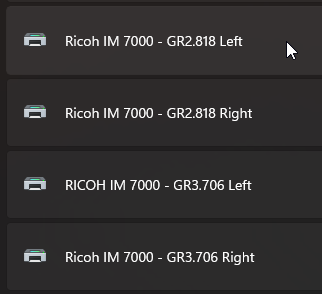 Ricoh IM 7000 - GR2.818 Left
Ricoh IM 7000 - GR2.818 Right
RICOH IM 7000 - GR3.706 Left
Ricoh IM 7000 - GR3.706 Right